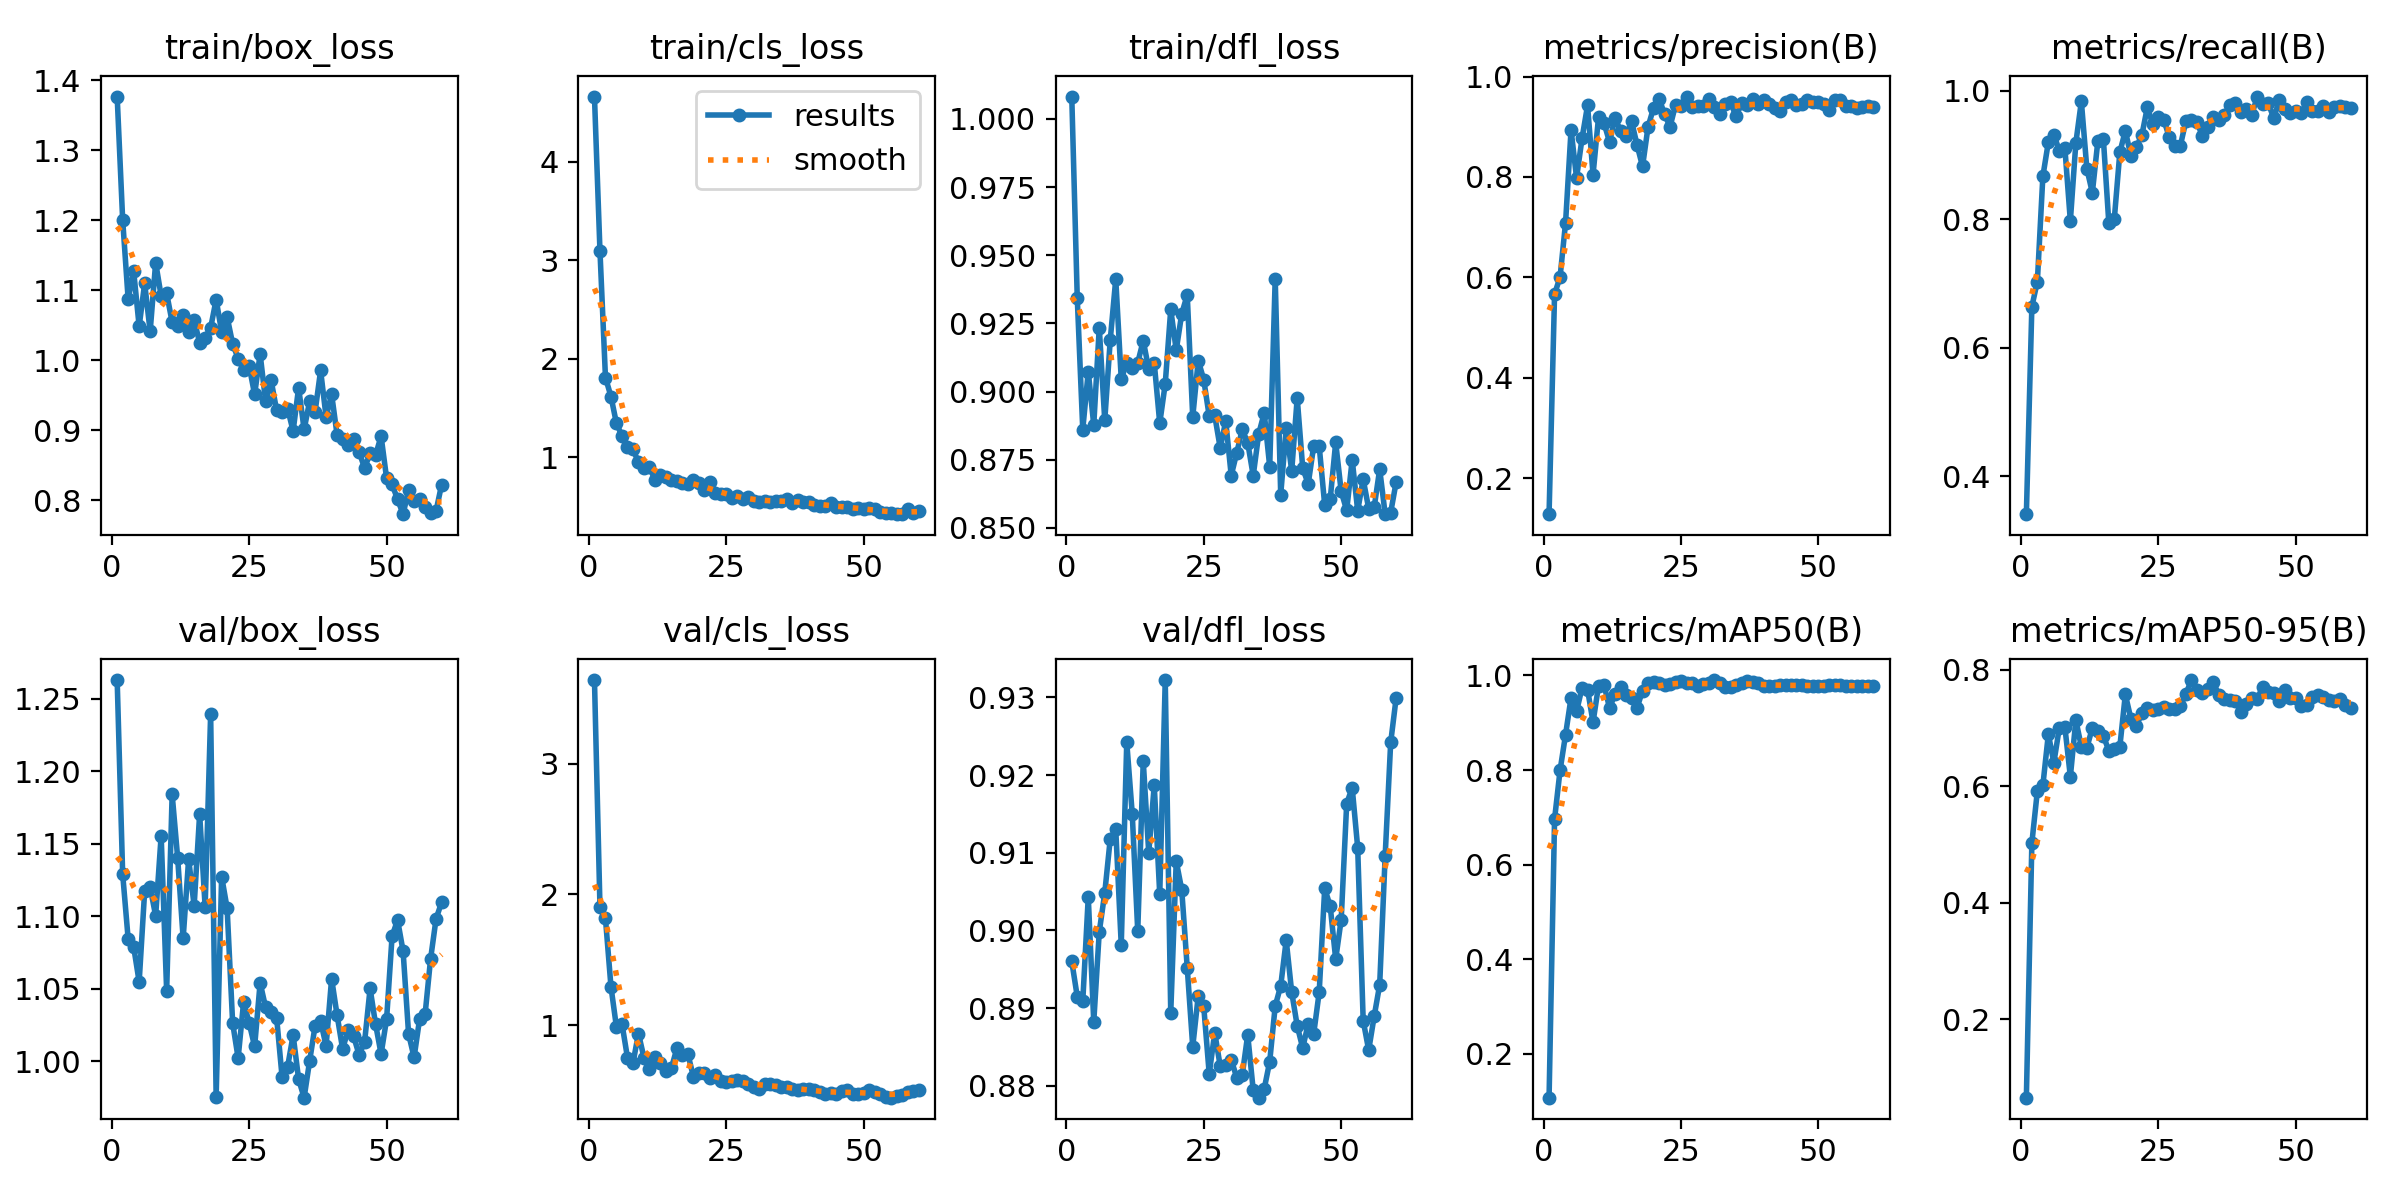 train/box_loss
1.4
1.3
1.2
1.1
1.0
0.9
0.8
0 25 50
train/cls_loss
results
smooth
4
3
2
1
0 25 50
train/dfl_loss
1.000
0.975
0.950
0.925
0.900
0.875
0.850
0 25 50
metrics/precision(B)
1.0
0.8
0.6
0.4
0.2
0 25 50
metrics/recall(B)
1.0
0.8
0.6
0.4
0 25 50
val/box_loss
1.25
1.20
1.15
1.10
1.05
1.00
0 25 50
val/cls_loss
3
2
1
0 25 50
val/dfl_loss
0.93
0.92
0.91
0.90
0.89
0.88
0 25 50
metrics/mAP50(B)
1.0
0.8
0.6
0.4
0.2
0 25 50
metrics/mAP50-95(B)
0.8
0.6
0.4
0.2
0 25 50